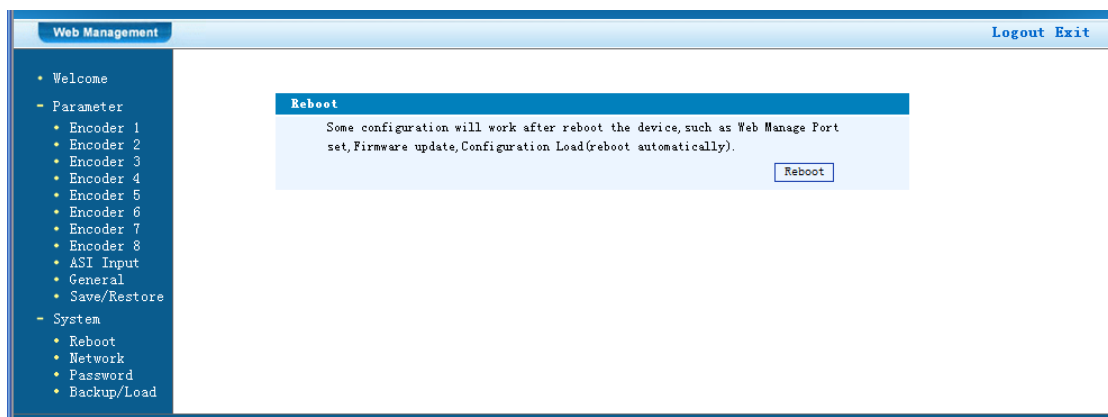 Web Management
Logout Exit
Welcome
Parameter
Encoder 1
Encoder 2
Encoder 3
Encoder 4
Encoder 5
Encoder 6
Encoder 7
Encoder 8
ASI Input
General
Save/Restore
System
Reboot
Network
Password
Backup/Load
Reboot
Some configuration will work after reboot the device,such as Web Manage Port
set,Firmware update,Configuration Load(reboot automatically).
Reboot